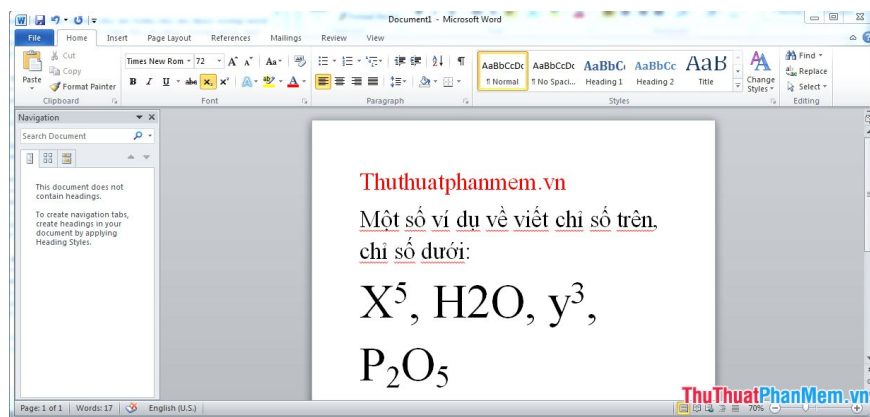 Document1 - Microsoft Word
File Home Insert Page Layout References Mailings Review View
Cut
Copy
Format Painter
Paste
Times New Rom 72
B I U abc X₂ X² A
AaBbCcDc AaBbCcDc AaBbCı AaBbCc AaB
¶ Normal ¶ No Spaci... Heading 1 Heading 2 Title
Change Styles
Find
Replace
Select
Clipboard Font Paragraph Styles Editing
Navigation
Search Document
This document does not
contain headings.
To create navigation tabs,
create headings in your
document by applying
Heading Styles.
Thuthuatphanmem.vn
Một số ví dụ về viết chỉ số trên,
chỉ số dưới:
X⁵, H2O, y³,
P₂O₅
ThuThuatPhanMem.vn
Page: 1 of 1 Words: 17 English (U.S.) 70%